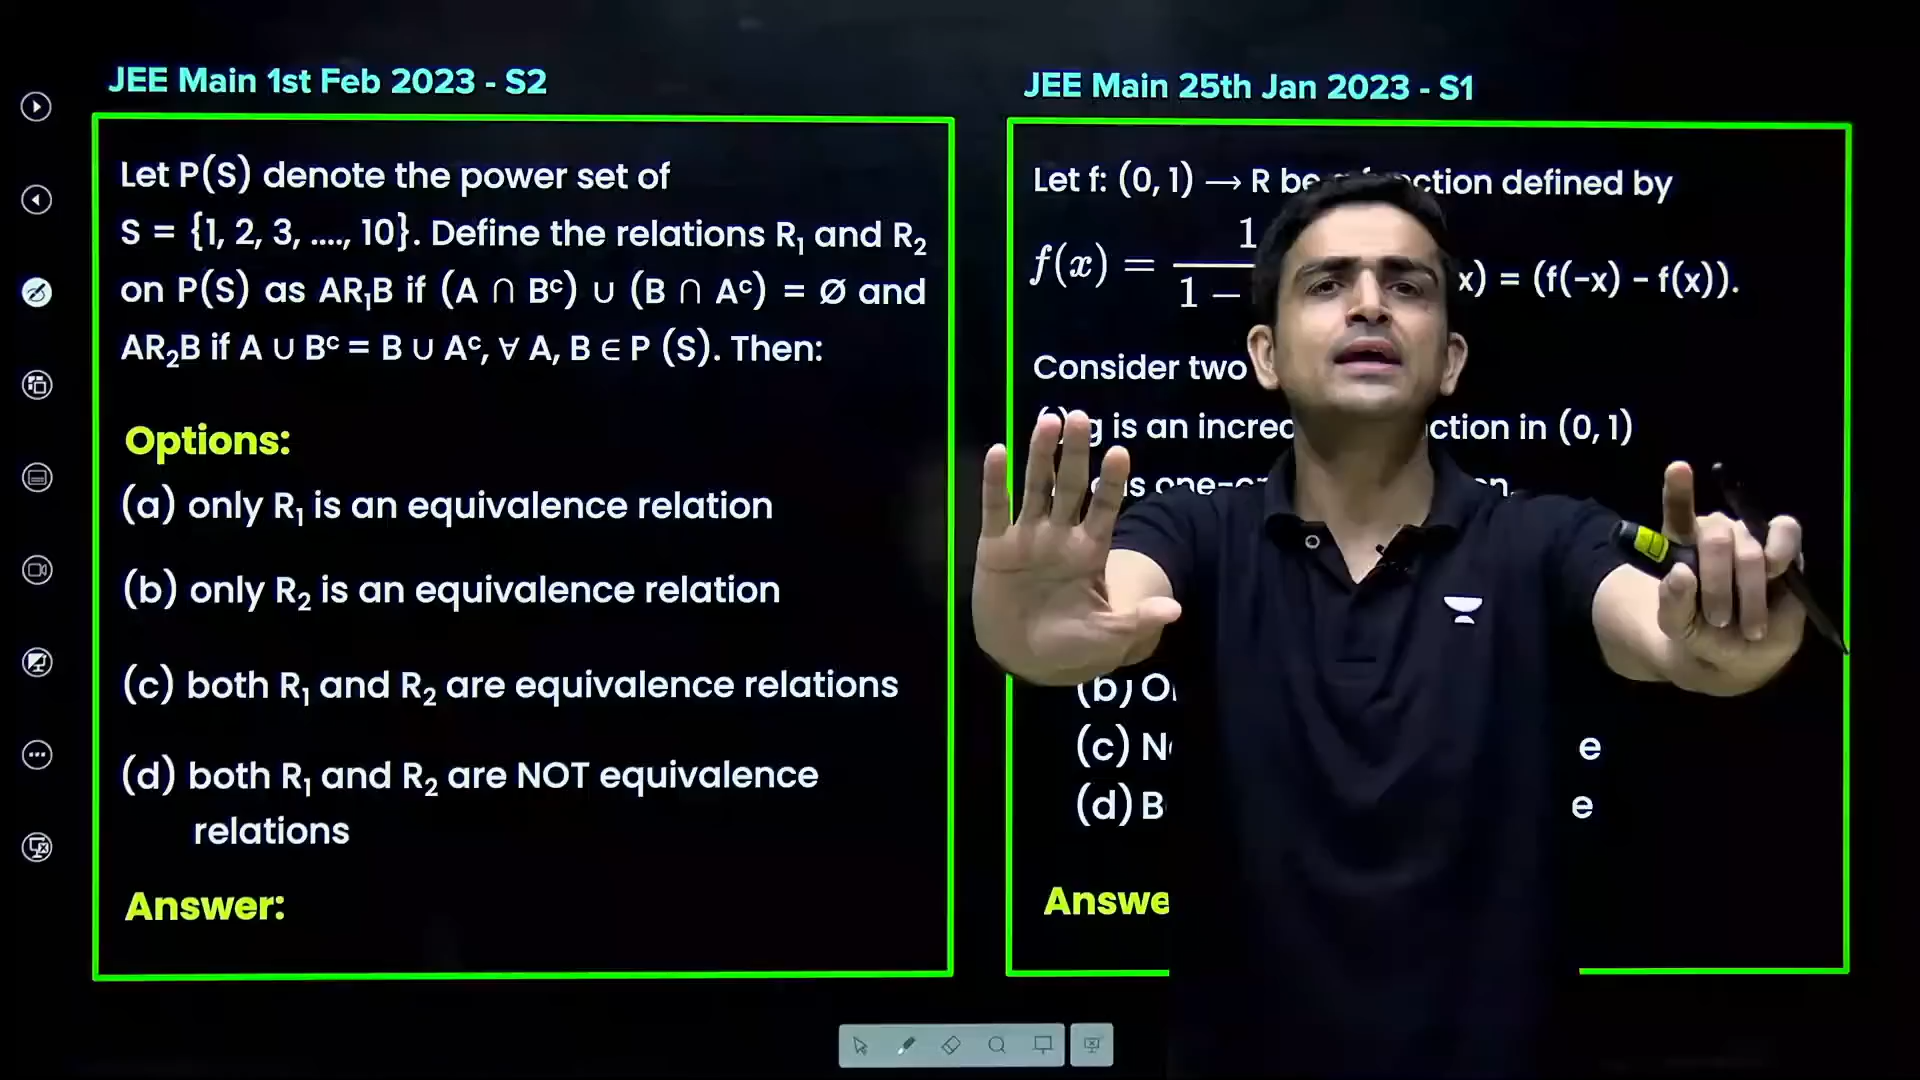 JEE Main 1st Feb 2023 - S2
Let P(S) denote the power set of
S = {1, 2, 3, ...., 10}. Define the relations R₁ and R₂
on P(S) as AR₁B if (A ∩ Bᶜ) ∪ (B ∩ Aᶜ) = Ø and
AR₂B if A ∪ Bᶜ = B ∪ Aᶜ, ∀ A, B ∈ P (S). Then:
Options:
(a) only R₁ is an equivalence relation
(b) only R₂ is an equivalence relation
(c) both R₁ and R₂ are equivalence relations
(d) both R₁ and R₂ are NOT equivalence
relations
Answer:
JEE Main 25th Jan 2023 - S1
Let f: (0, 1) → R be defined by
f(x) = 1
1 − x) = (f(-x) - f(x)).
Consider two
g is an in (0, 1)
is
(b)
(c)
(d)